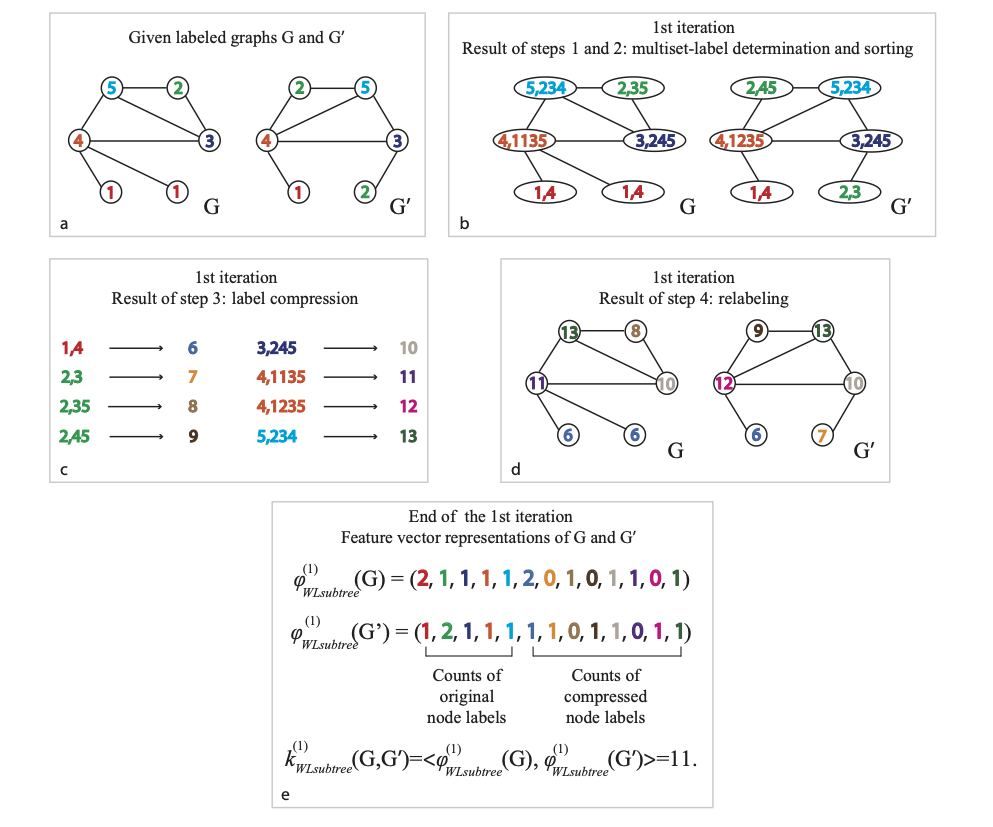 Given labeled graphs G and G′
5 2 2 5
4 3 4 3
1 1 1 2
G G′
a
1st iteration
Result of steps 1 and 2: multiset-label determination and sorting
5,234 2,35 2,45 5,234
4,1135 3,245 4,1235 3,245
1,4 1,4 1,4 2,3
G G′
b
1st iteration
Result of step 3: label compression
1,4 → 6 3,245 → 10
2,3 → 7 4,1135 → 11
2,35 → 8 4,1235 → 12
2,45 → 9 5,234 → 13
c
1st iteration
Result of step 4: relabeling
13 8 9 13
11 10 12 10
6 6 6 7
G G′
d
End of the 1st iteration
Feature vector representations of G and G′
φ(1)WLsubtree(G) = (2, 1, 1, 1, 1, 2, 0, 1, 0, 1, 1, 0, 1)
φ(1)WLsubtree(G’) = (1, 2, 1, 1, 1, 1, 1, 0, 1, 1, 0, 1, 1)
Counts of Counts of
original compressed
node labels node labels
k(1)WLsubtree(G,G′)=<φ(1)WLsubtree(G), φ(1)WLsubtree(G′)>=11.
e